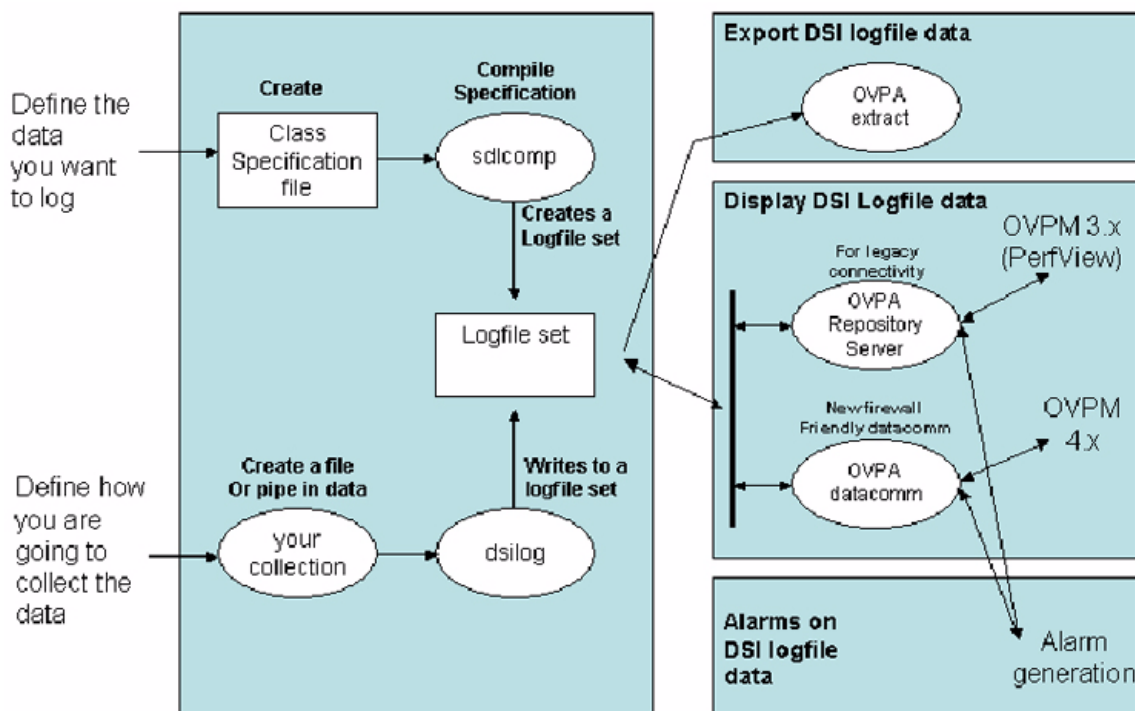 Define the
data
you want
to log
Create
Class
Specification
file
Compile
Specification
sdlcomp
Creates a
Logfile set
Logfile set
Define how
you are
going to
collect the
data
Create a file
Or pipe in data
your
collection
Writes to a
logfile set
dsilog
Export DSI logfile data
OVPA
extract
Display DSI Logfile data
For legacy
connectivity
OVPA
Repository
Server
OVPM 3.x
(PerfView)
New firewall
Friendly datacomm
OVPA
datacomm
OVPM
4.x
Alarms on
DSI logfile
data
Alarm
generation